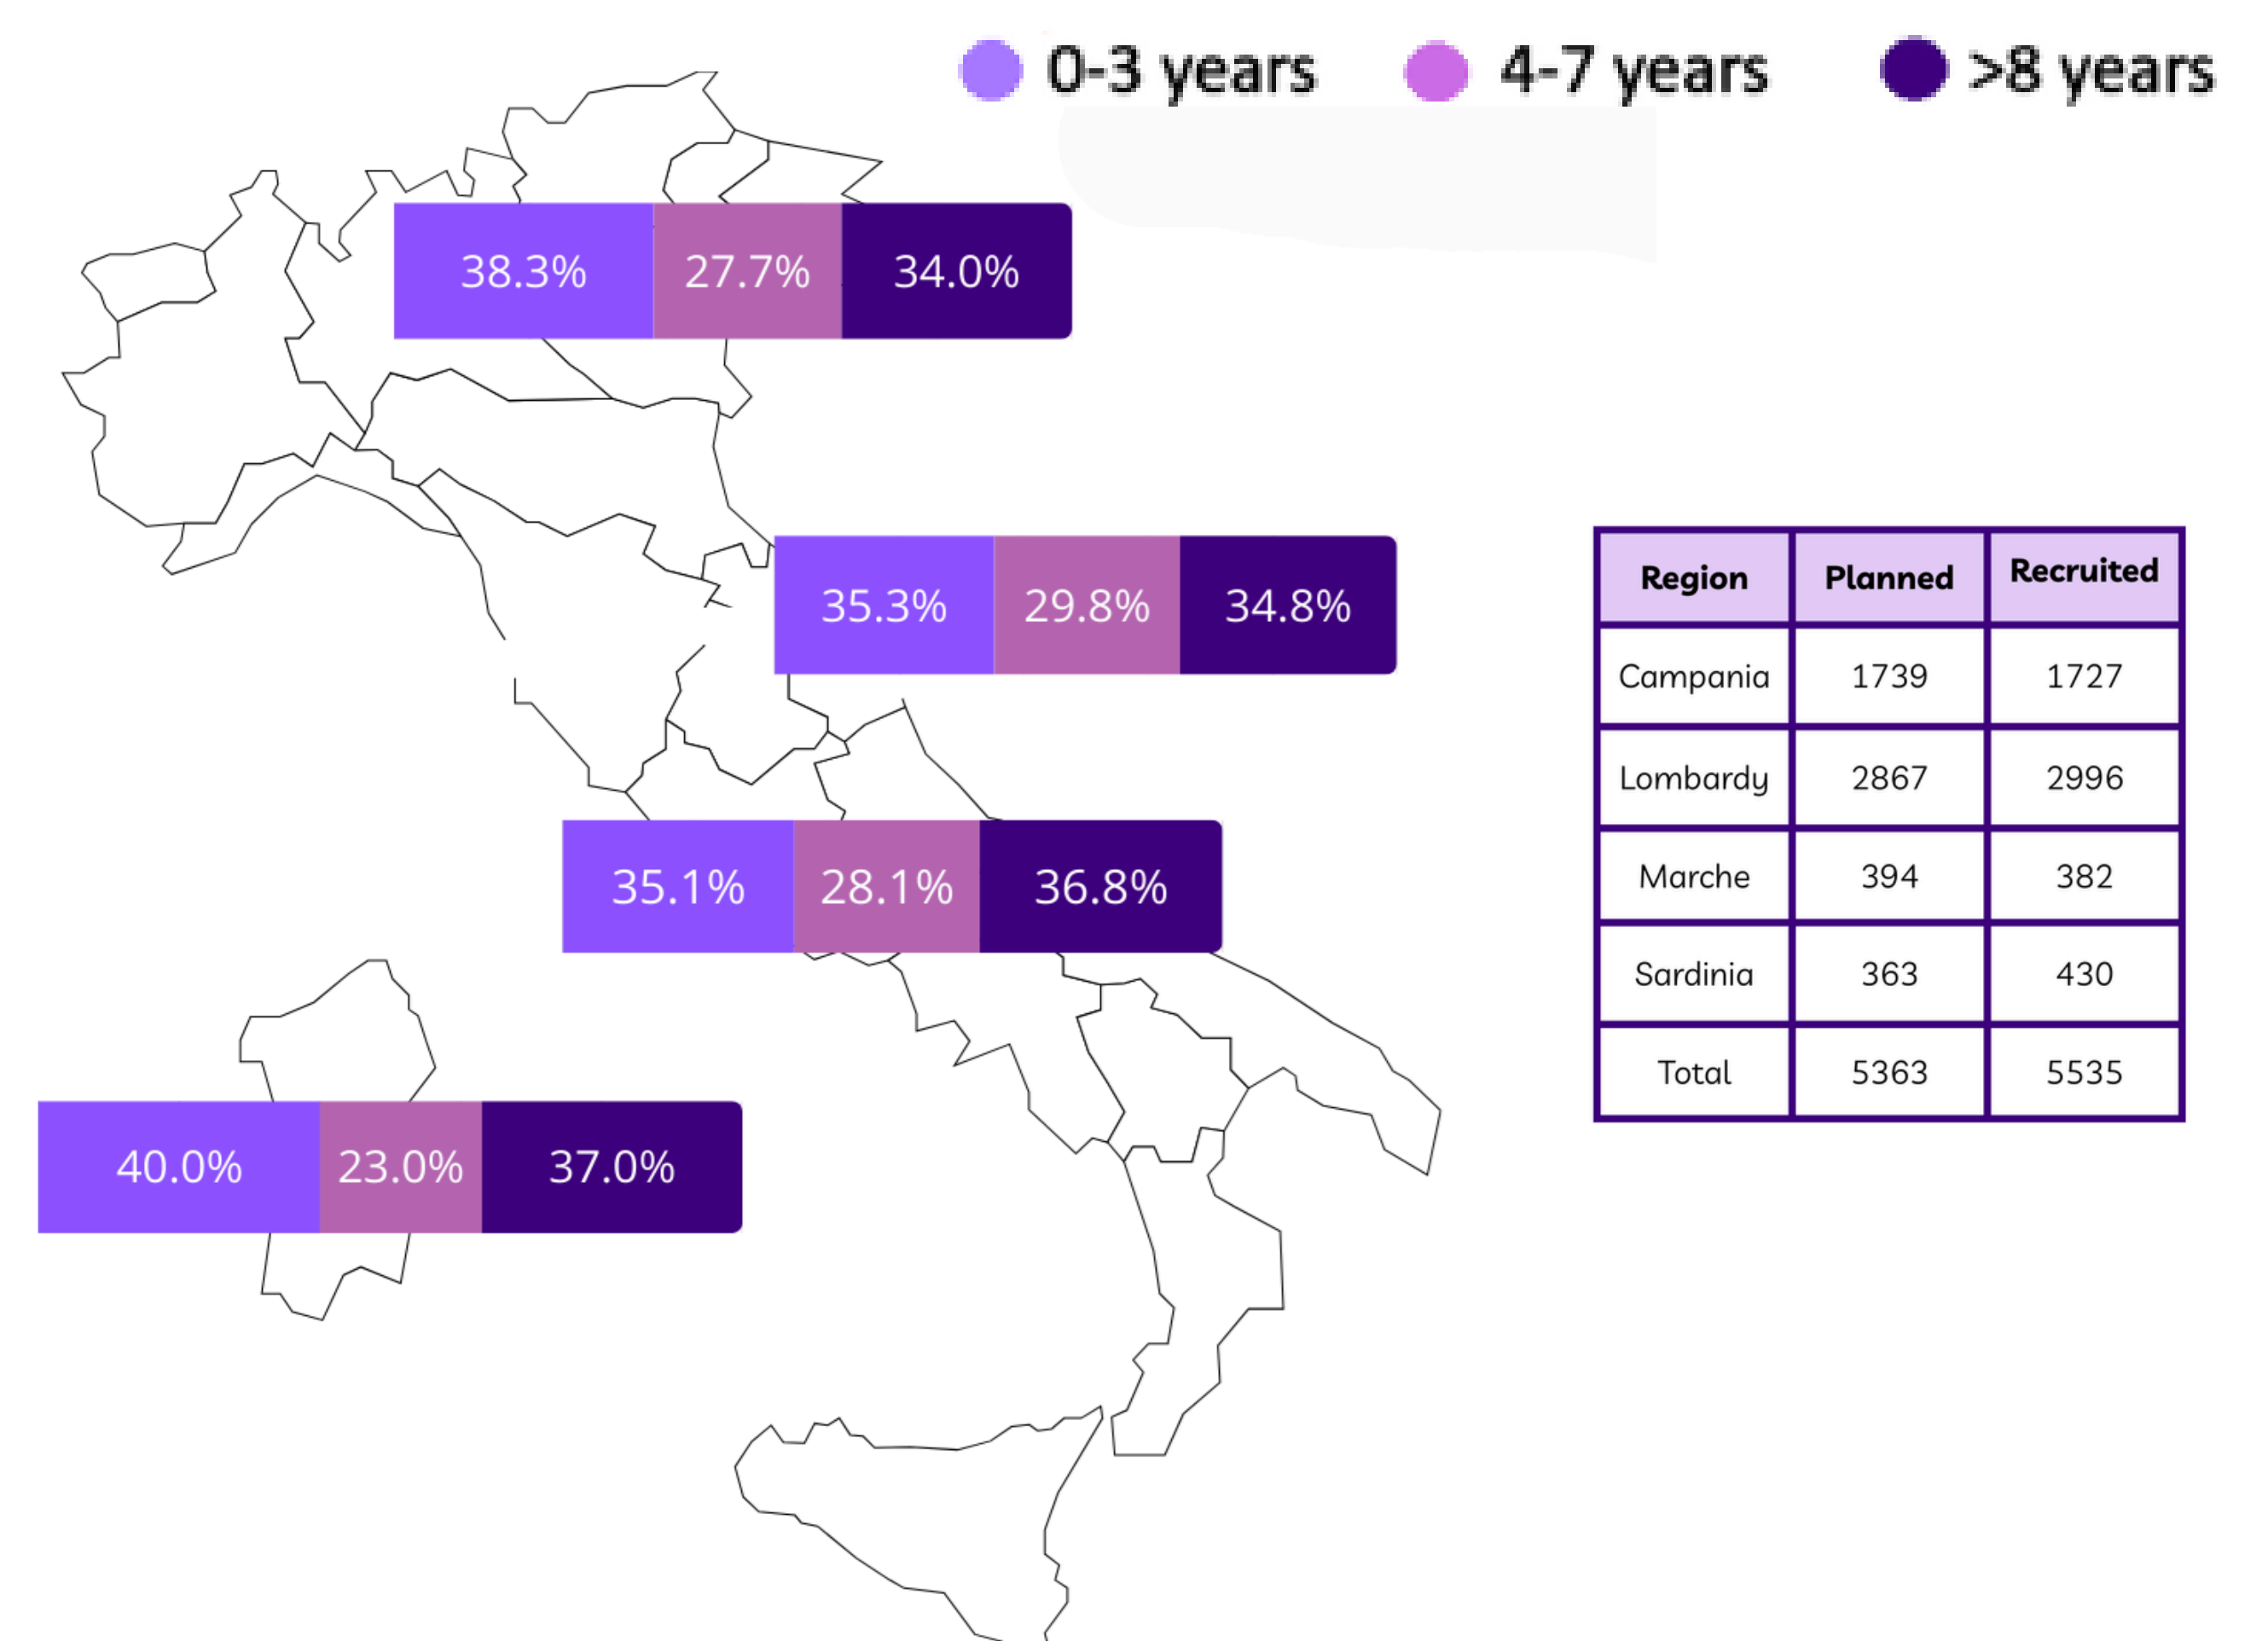 0-3 years 4-7 years >8 years
38.3% 27.7% 34.0%
35.3% 29.8% 34.8%
Region Planned Recruited
Campania 1739 1727
Lombardy 2867 2996
Marche 394 382
Sardinia 363 430
Total 5363 5535
35.1% 28.1% 36.8%
40.0% 23.0% 37.0%